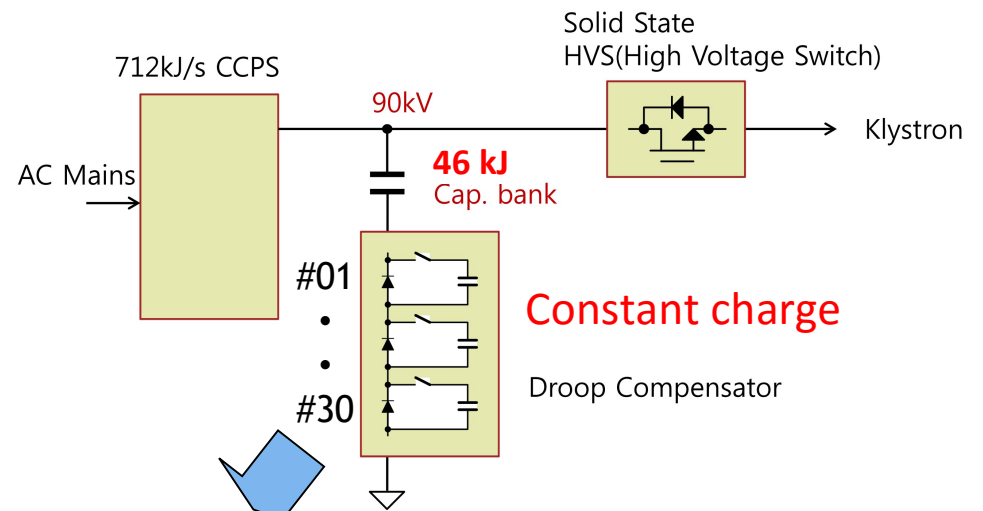 Solid State
HVS(High Voltage Switch)
712kJ/s CCPS
90kV
Klystron
46 kJ
Cap. bank
AC Mains
#01
Constant charge
Droop Compensator
#30